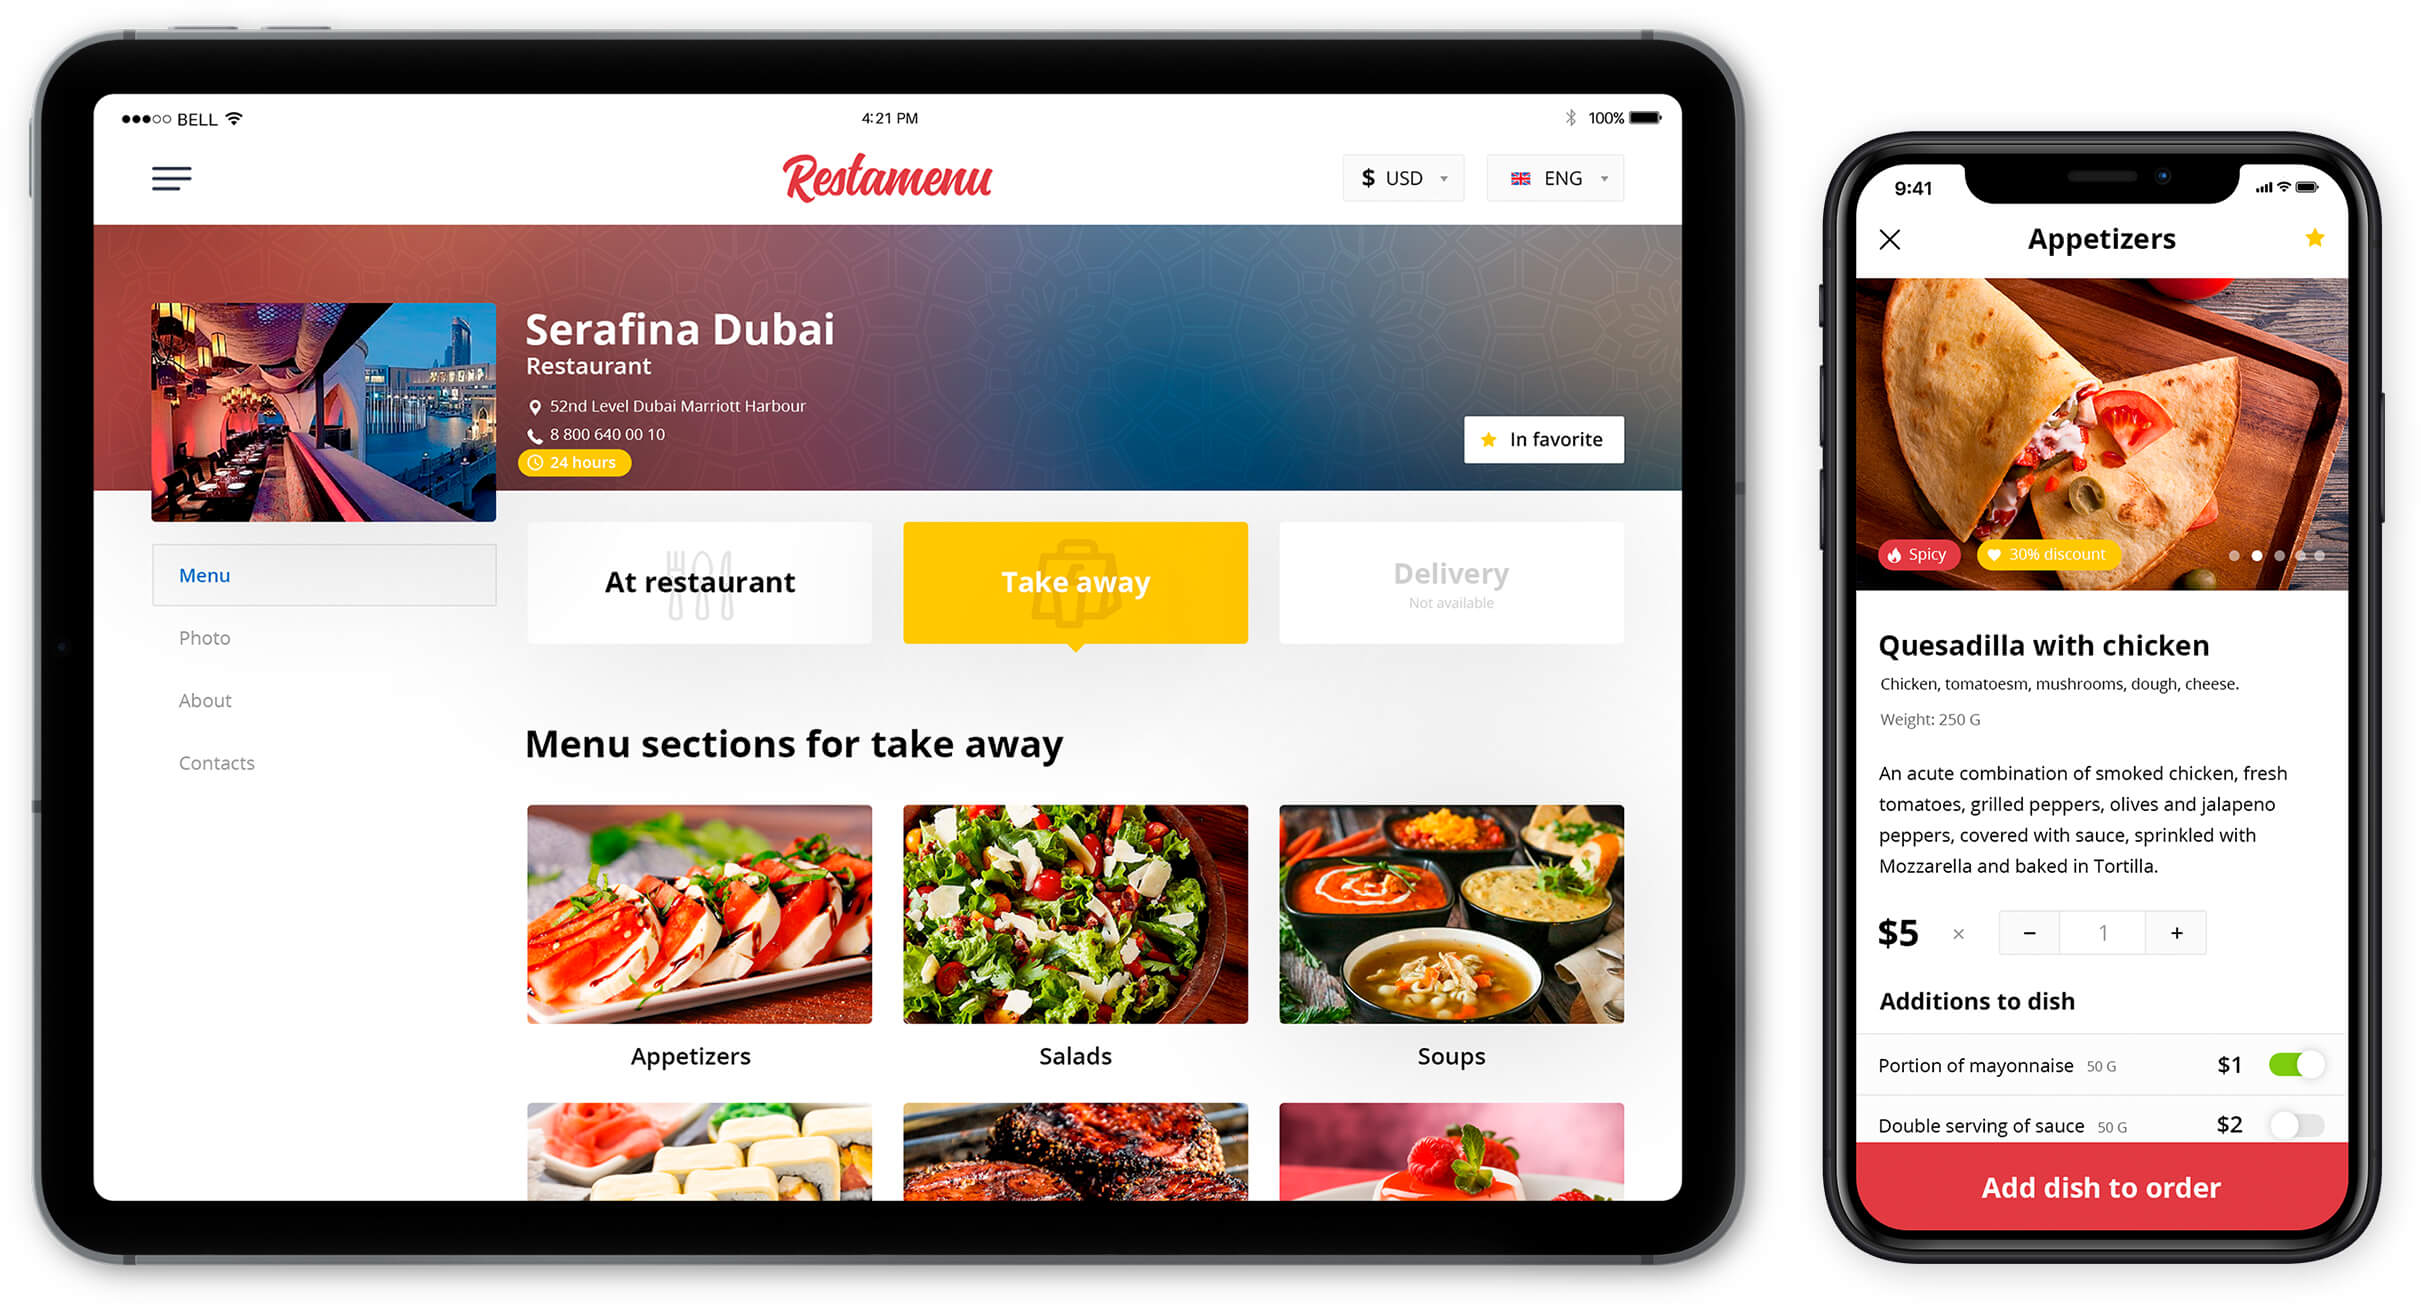 BELL
4:21 PM
100%
Restamenu
$ USD
ENG
Serafina Dubai
Restaurant
52nd Level Dubai Marriott Harbour
8 800 640 00 10
24 hours
In favorite
Menu
Photo
About
Contacts
At restaurant
Take away
Delivery
Not available
Menu sections for take away
Appetizers
Salads
Soups
9:41
Appetizers
Spicy
30% discount
Quesadilla with chicken
Chicken, tomatoesm, mushrooms, dough, cheese.
Weight: 250 G
An acute combination of smoked chicken, fresh
tomatoes, grilled peppers, olives and jalapeno
peppers, covered with sauce, sprinkled with
Mozzarella and baked in Tortilla.
$5 × − 1 +
Additions to dish
Portion of mayonnaise 50 G $1
Double serving of sauce 50 G $2
Add dish to order